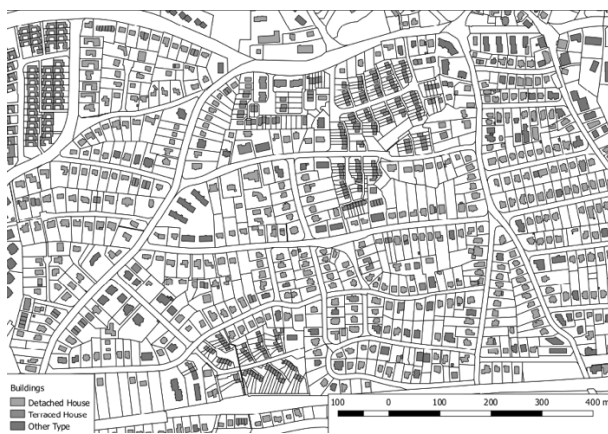 Buildings
Detached House
Terraced House
Other Type
100 0 100 200 300 400 m